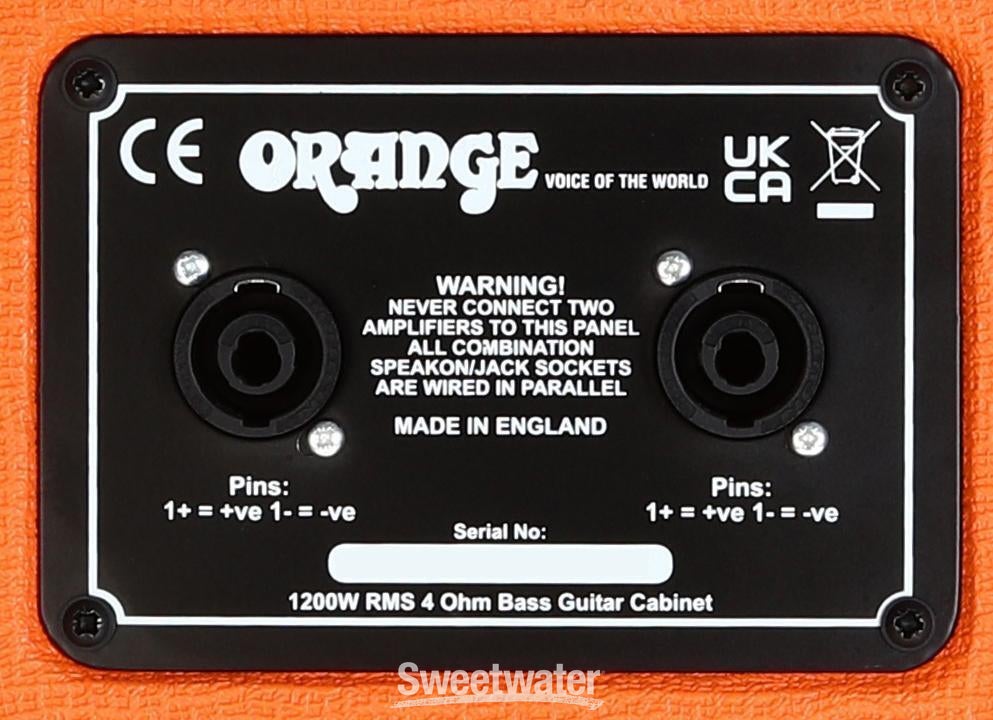 CE ORANGE VOICE OF THE WORLD UK CA
WARNING!
NEVER CONNECT TWO
AMPLIFIERS TO THIS PANEL
ALL COMBINATION
SPEAKON/JACK SOCKETS
ARE WIRED IN PARALLEL
MADE IN ENGLAND
Pins:
1+ = +ve 1- = -ve
Pins:
1+ = +ve 1- = -ve
Serial No:
1200W RMS 4 Ohm Bass Guitar Cabinet
Sweetwater